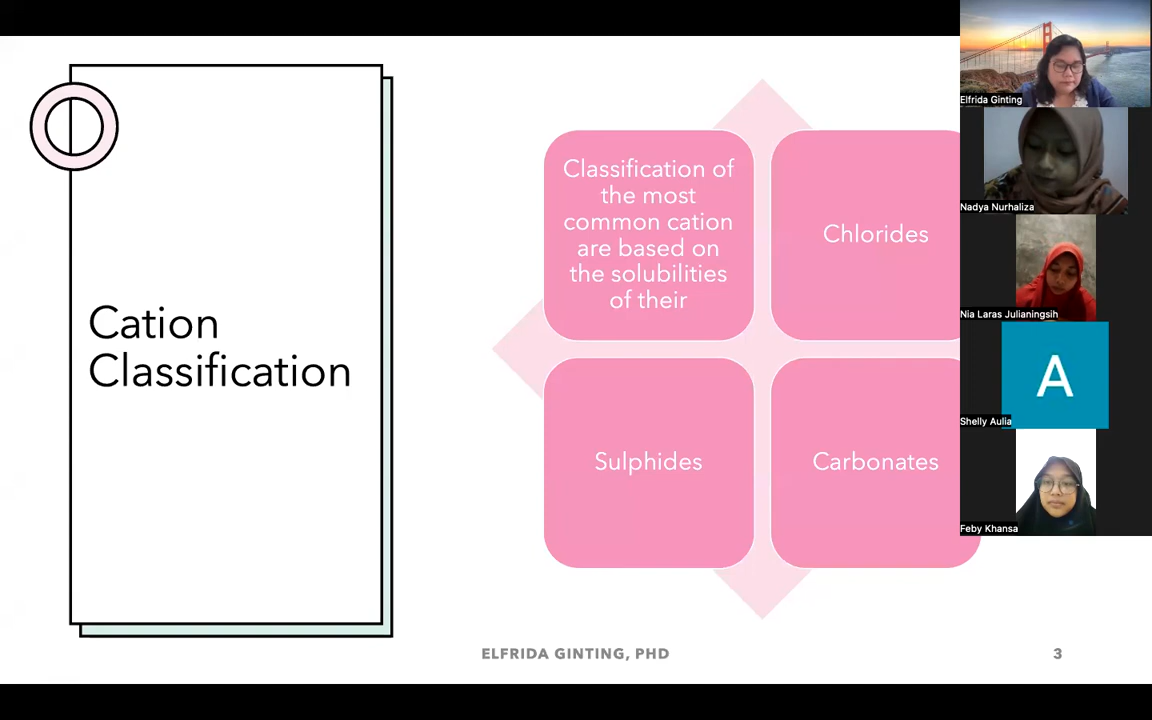 Cation
Classification
Classification of
the most
common cation
are based on
the solubilities
of their
Chlorides
Sulphides
Carbonates
ELFRIDA GINTING, PHD
3
Elfrida Ginting
Nadya Nurhaliza
Nia Laras Julianingsih
A
Shelly Aulia
Feby Khansa